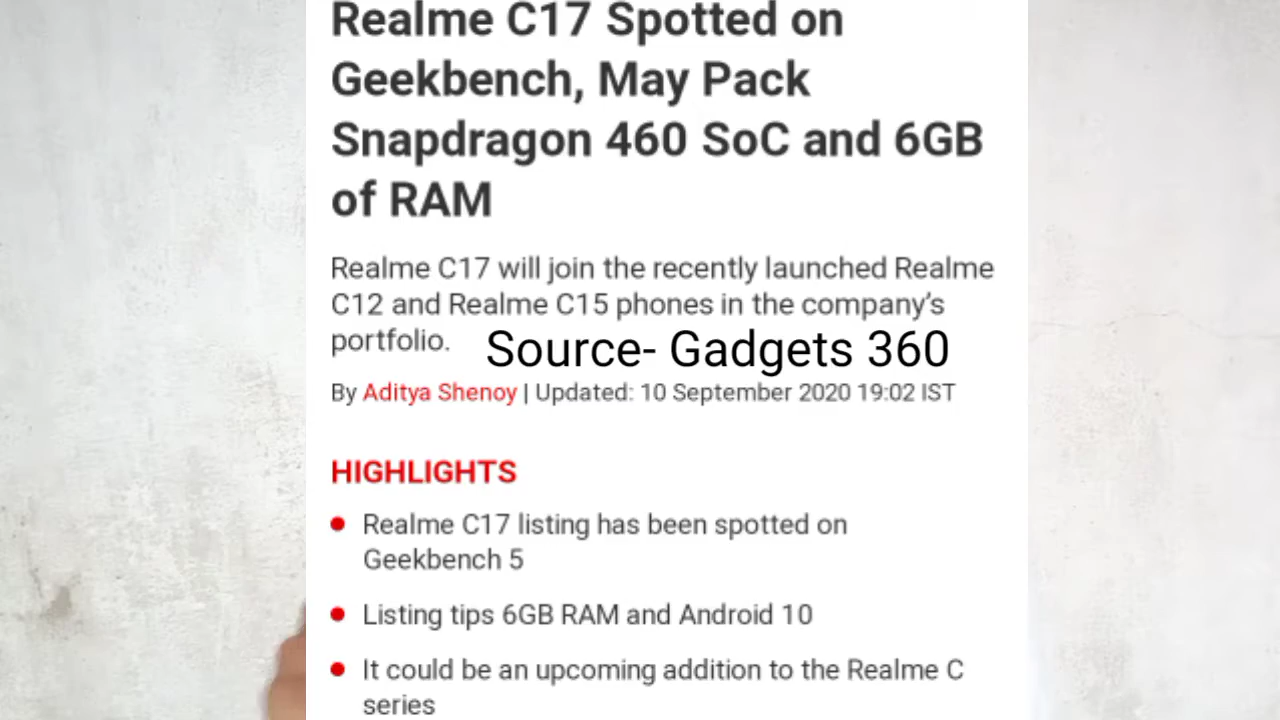 Realme C17 Spotted on
Geekbench, May Pack
Snapdragon 460 SoC and 6GB
of RAM
Realme C17 will join the recently launched Realme
C12 and Realme C15 phones in the company's
portfolio.
Source- Gadgets 360
By Aditya Shenoy | Updated: 10 September 2020 19:02 IST
HIGHLIGHTS
Realme C17 listing has been spotted on
Geekbench 5
Listing tips 6GB RAM and Android 10
It could be an upcoming addition to the Realme C
series